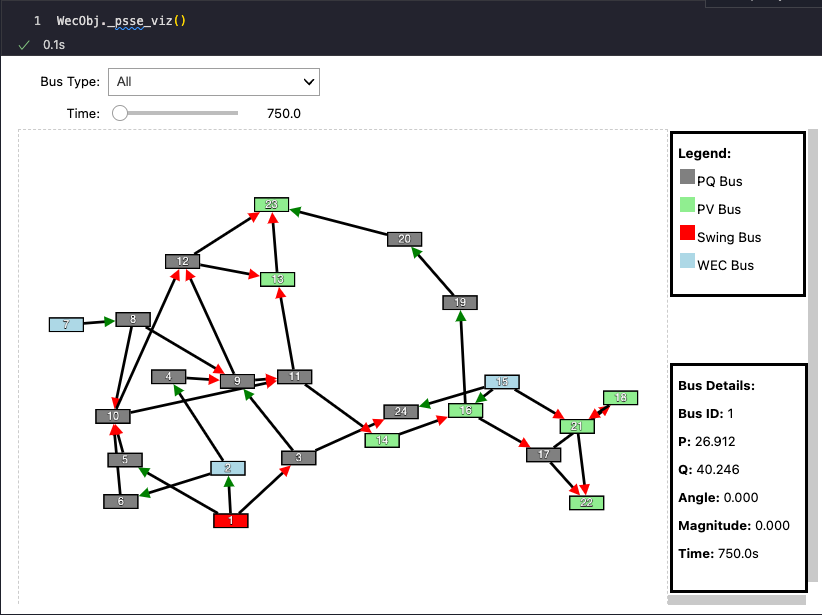 1 WecObj._psse_viz()
0.1s
Bus Type: All
Time: 750.0
Legend:
PQ Bus
PV Bus
Swing Bus
WEC Bus
23
20
12
13
19
7
8
4
9
11
15
18
10
24
16
14
21
5
2
3
17
6
1
22
Bus Details:
Bus ID: 1
P: 26.912
Q: 40.246
Angle: 0.000
Magnitude: 0.000
Time: 750.0s